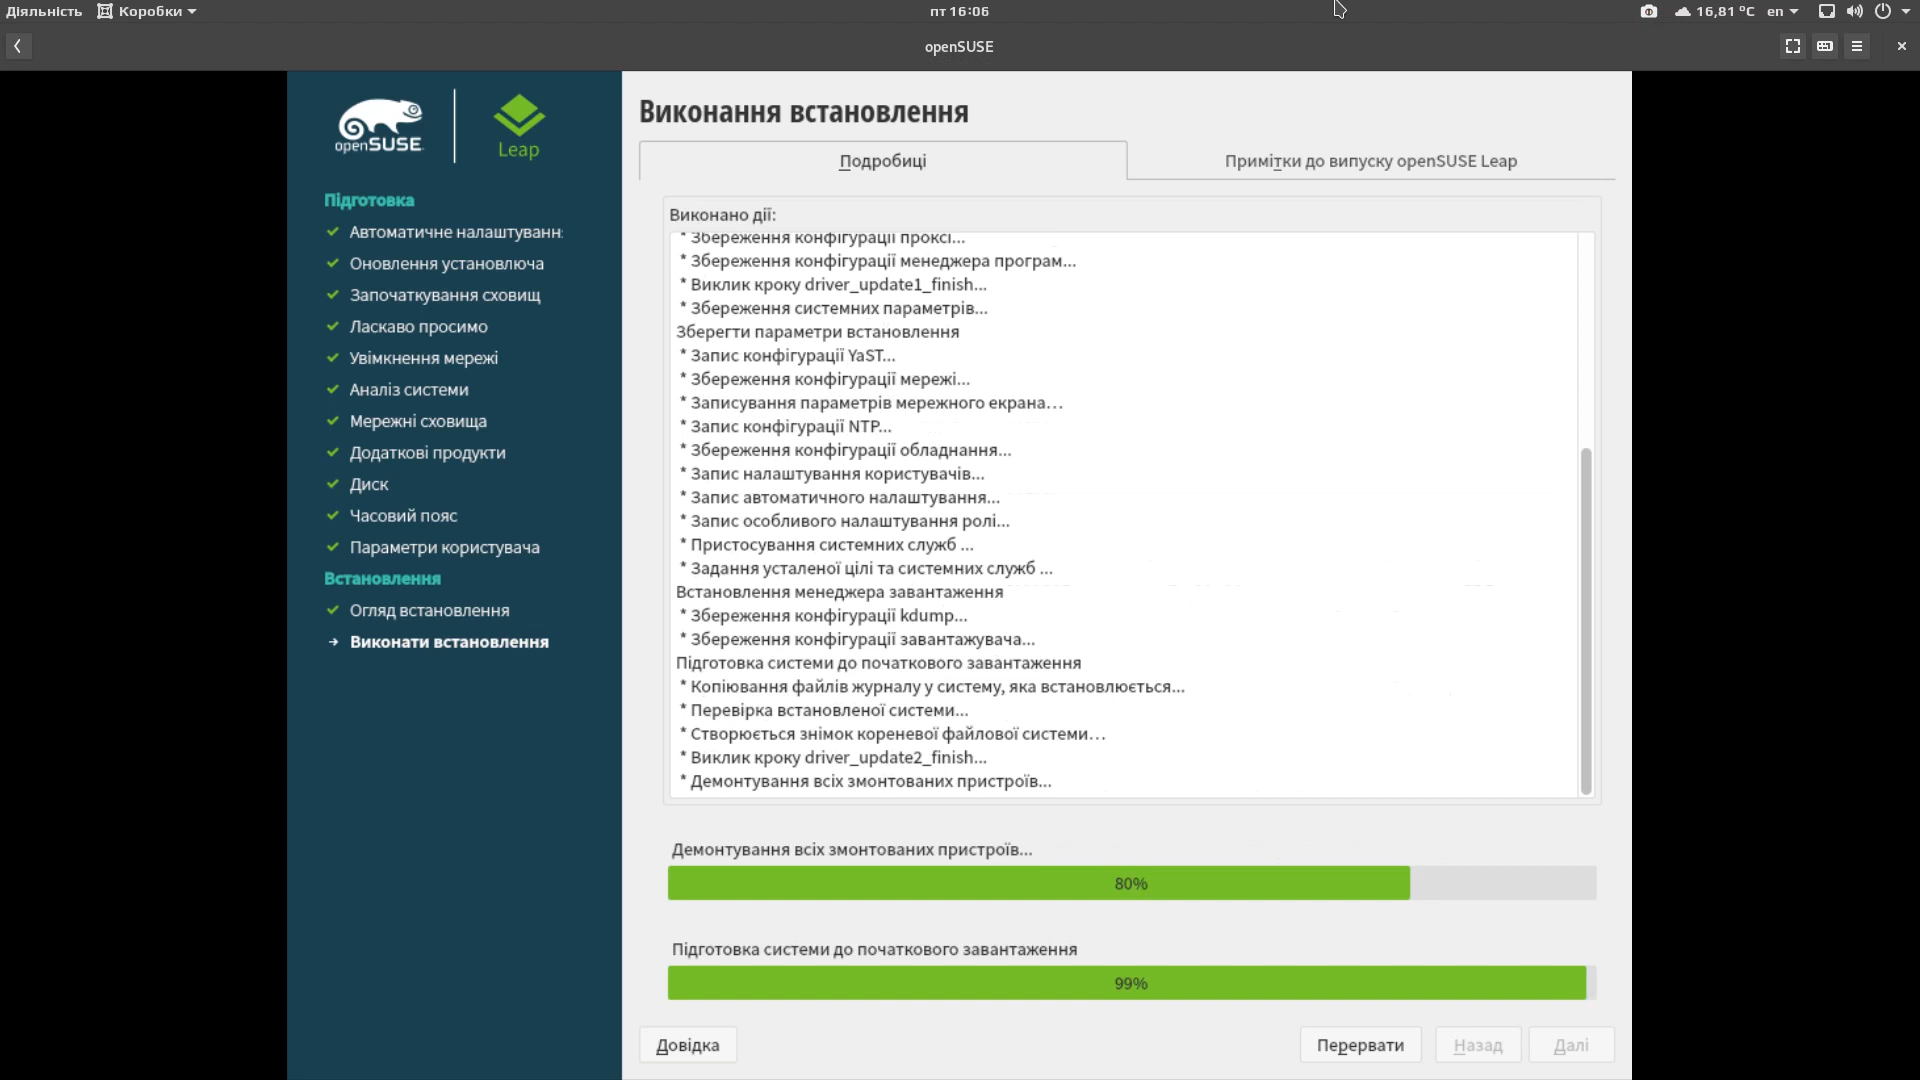 Діяльність
Коробки
пт 16:06
16,81 °C
en
openSUSE
openSUSE
Leap
Підготовка
Автоматичне налаштуванн
Оновлення установлюча
Започаткування сховищ
Ласкаво просимо
Увімкнення мережі
Аналіз системи
Мережні сховища
Додаткові продукти
Диск
Часовий пояс
Параметри користувача
Встановлення
Огляд встановлення
Виконати встановлення
Виконання встановлення
Подробиці
Примітки до випуску openSUSE Leap
Виконано дії:
* Збереження конфігурації проксі...
* Збереження конфігурації менеджера програм...
* Виклик кроку driver_update1_finish...
* Збереження системних параметрів...
Зберегти параметри встановлення
* Запис конфігурації YaST...
* Збереження конфігурації мережі...
* Записування параметрів мережного екрана…
* Запис конфігурації NTP...
* Збереження конфігурації обладнання...
* Запис налаштування користувачів...
* Запис автоматичного налаштування...
* Запис особливого налаштування ролі...
* Пристосування системних служб ...
* Задання усталеної цілі та системних служб ...
Встановлення менеджера завантаження
* Збереження конфігурації kdump...
* Збереження конфігурації завантажувача...
Підготовка системи до початкового завантаження
* Копіювання файлів журналу у систему, яка встановлюється...
* Перевірка встановленої системи...
* Створюється знімок кореневої файлової системи…
* Виклик кроку driver_update2_finish...
* Демонтування всіх змонтованих пристроїв...
Демонтування всіх змонтованих пристроїв...
80%
Підготовка системи до початкового завантаження
99%
Довідка
Перервати
Назад
Далі